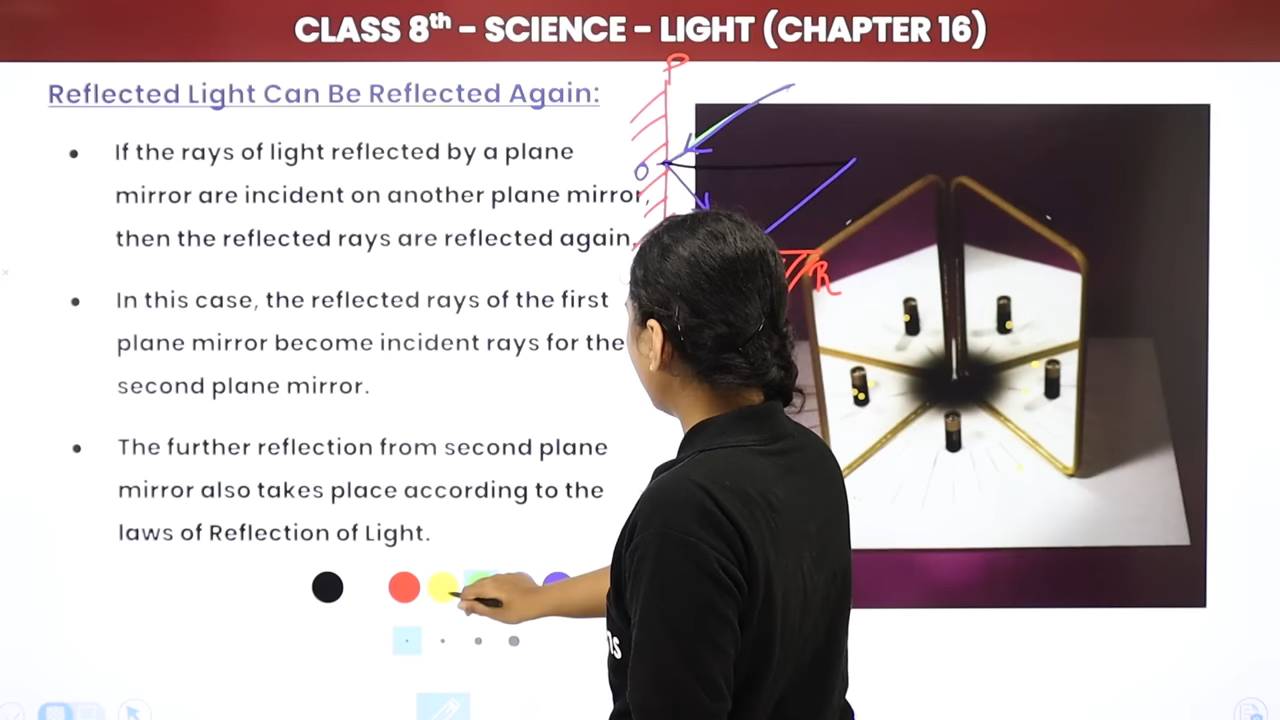 CLASS 8th - SCIENCE - LIGHT (CHAPTER 16)
Reflected Light Can Be Reflected Again:
P
• If the rays of light reflected by a plane
mirror are incident on another plane mirror,
then the reflected rays are reflected again.
O
R
• In this case, the reflected rays of the first
plane mirror become incident rays for the
second plane mirror.
• The further reflection from second plane
mirror also takes place according to the
laws of Reflection of Light.